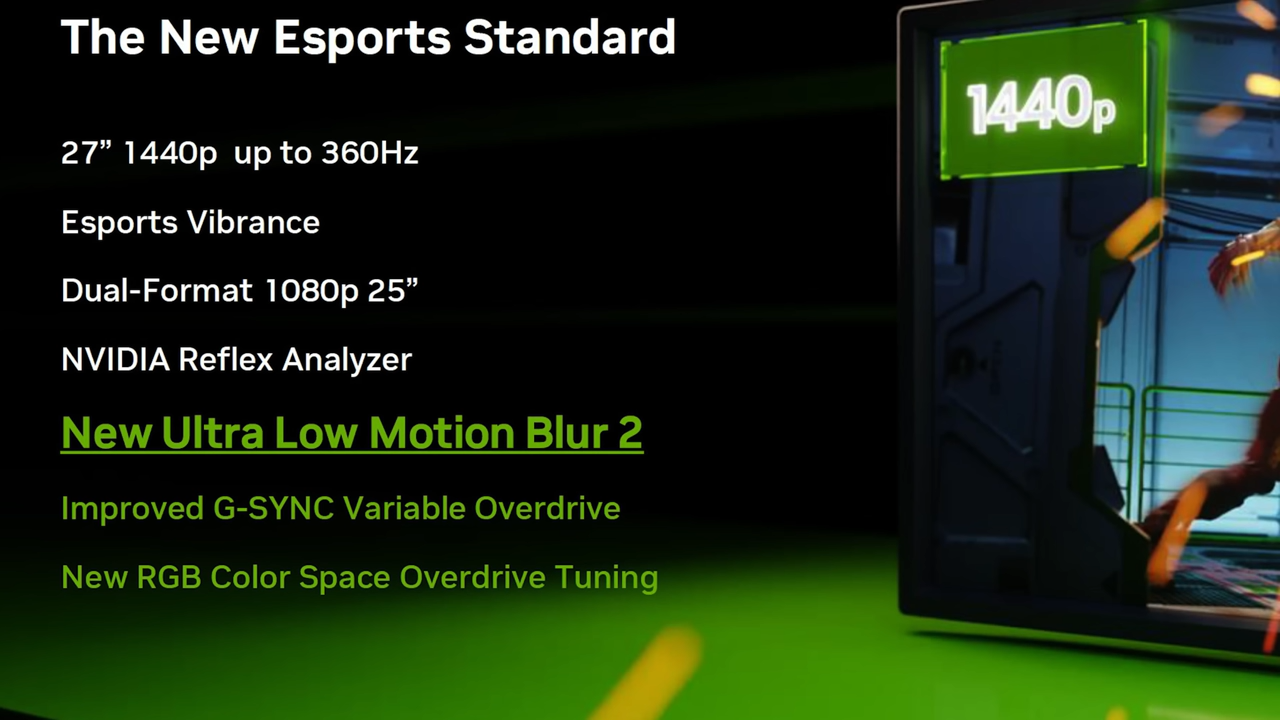 The New Esports Standard
27” 1440p up to 360Hz
Esports Vibrance
Dual-Format 1080p 25”
NVIDIA Reflex Analyzer
New Ultra Low Motion Blur 2
Improved G-SYNC Variable Overdrive
New RGB Color Space Overdrive Tuning
1440p